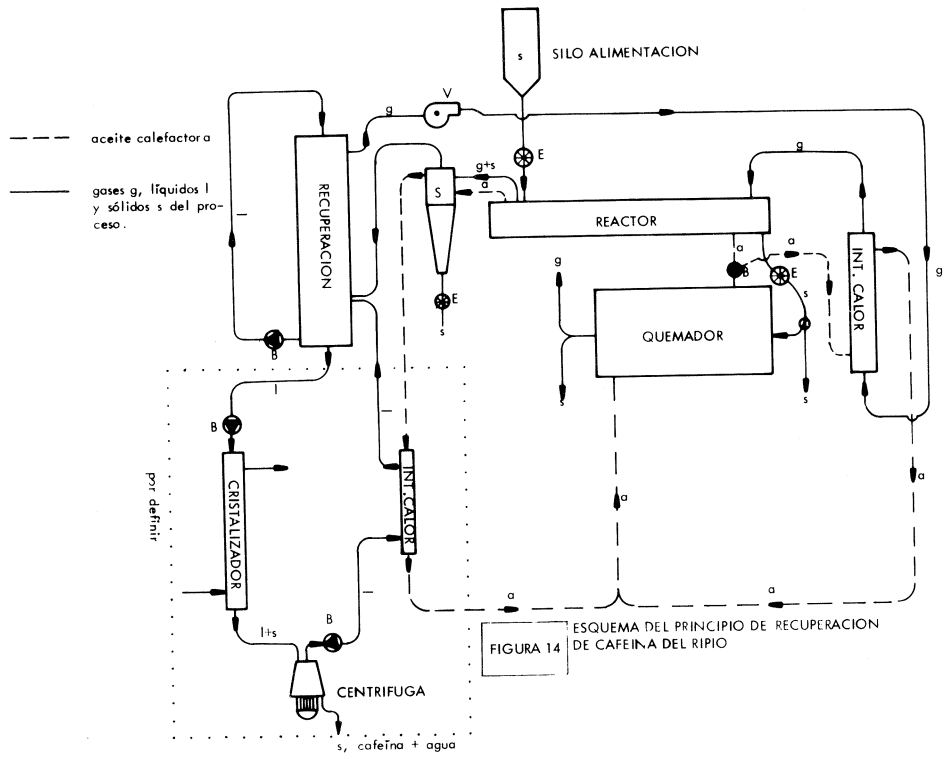 s
SILO ALIMENTACION
V
g
aceite calefactora
E
g
g+s
a
S
RECUPERACION
gases g, líquidos l
y sólidos s del pro-
ceso.
l
REACTOR
a
a
B
E
INT. CALOR
g
g
s
E
s
QUEMADOR
B
s
s
l
l
B
por definir
CRISTALIZADOR
INT.CALOR
a
a
l
a
a
l+s
B
FIGURA 14
ESQUEMA DEL PRINCIPIO DE RECUPERACION
DE CAFEINA DEL RIPIO
CENTRIFUGA
s, cafeína + agua